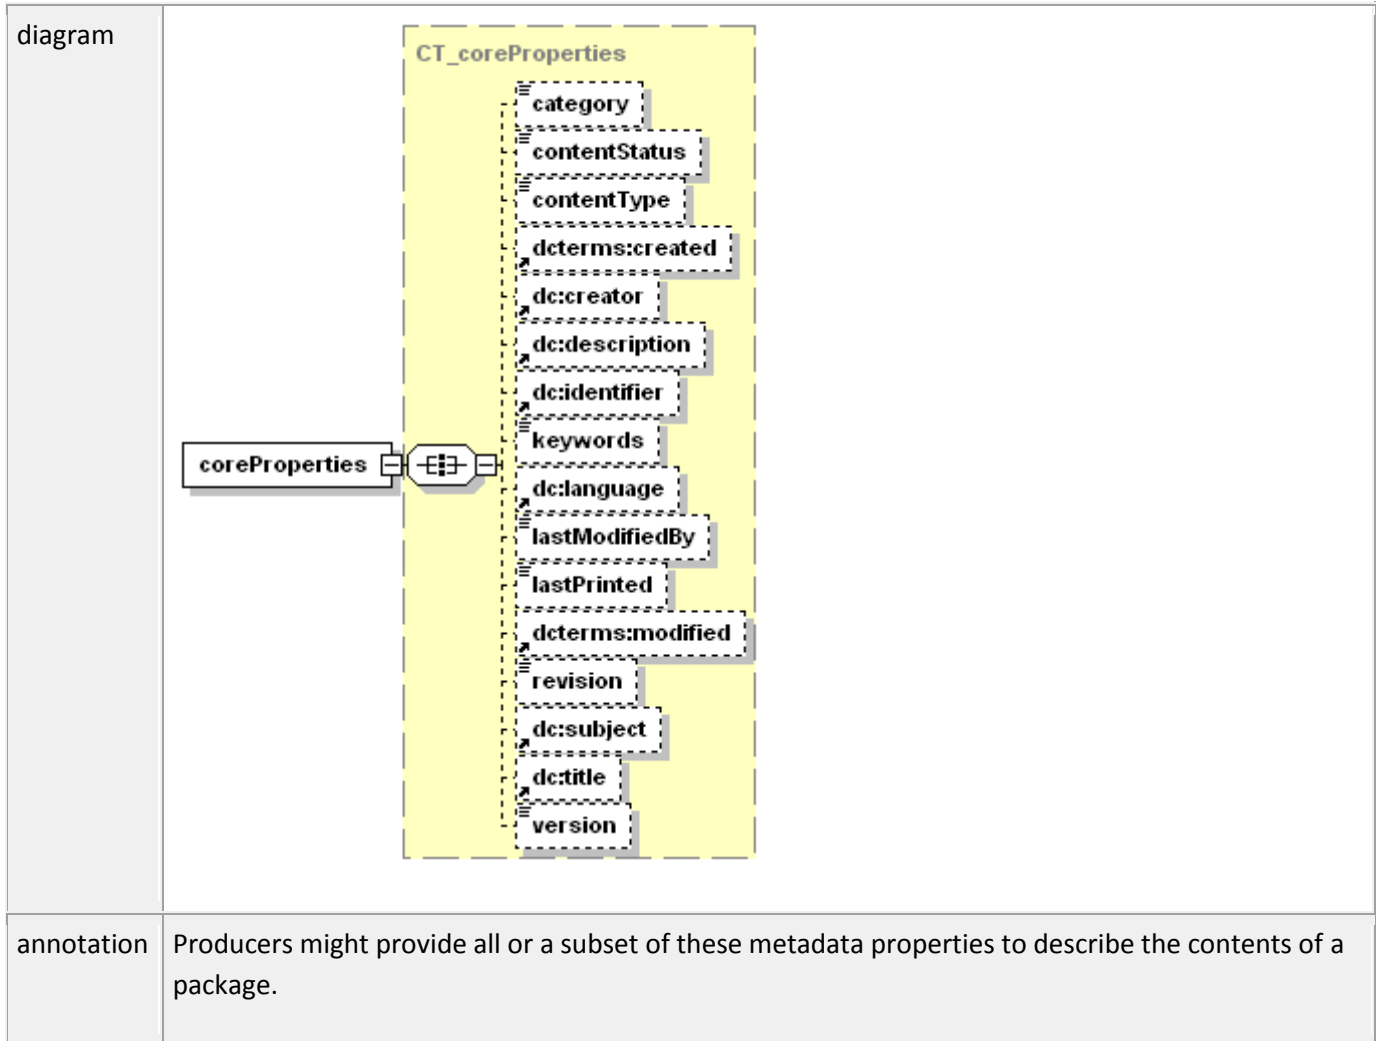 diagram
CT_coreProperties
category
contentStatus
contentType
dcterms:created
dc:creator
dc:description
dc:identifier
keywords
coreProperties
dc:language
lastModifiedBy
lastPrinted
dcterms:modified
revision
dc:subject
dc:title
version
annotation
Producers might provide all or a subset of these metadata properties to describe the contents of a
package.